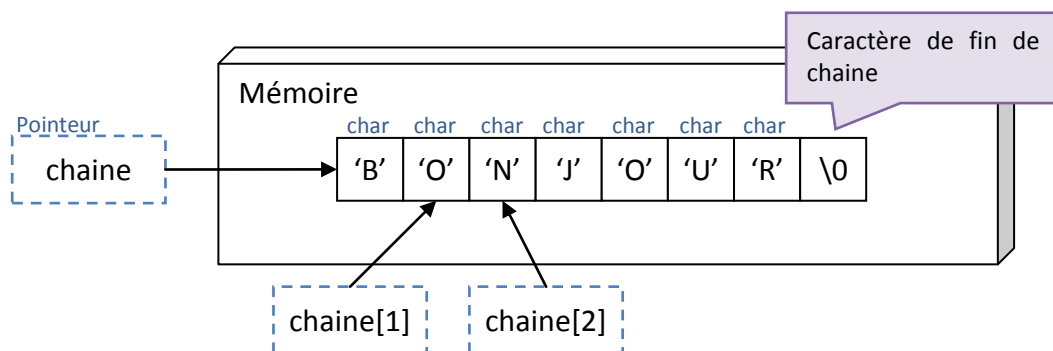 Caractère de fin de
chaine
Mémoire
Pointeur
chaine
char char char char char char char
‘B’ ‘O’ ‘N’ ‘J’ ‘O’ ‘U’ ‘R’ \0
chaine[1] chaine[2]